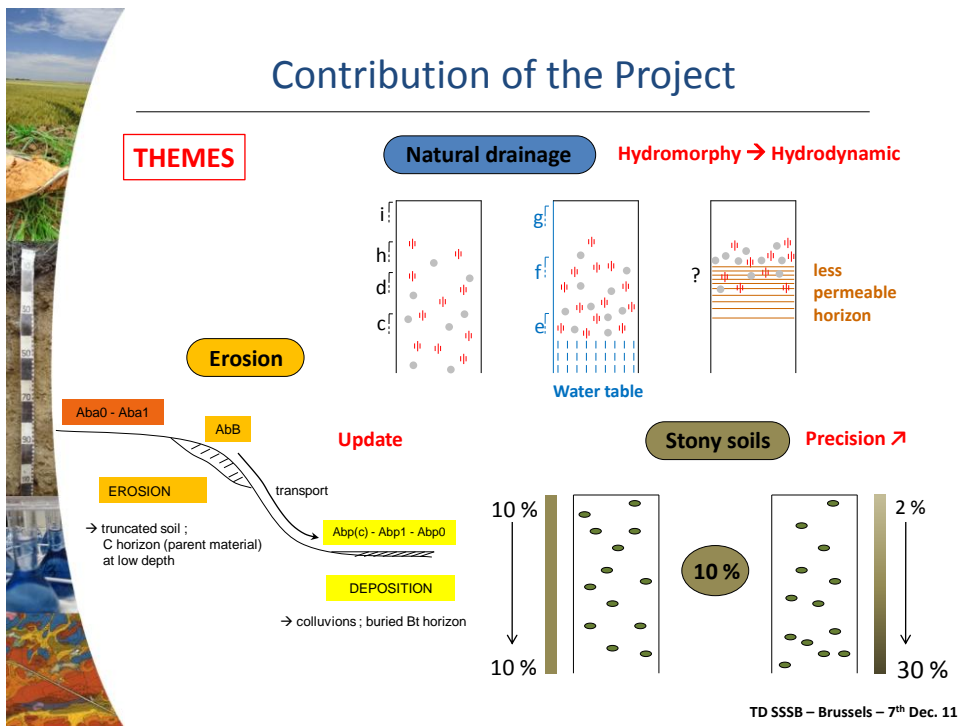 Contribution of the Project
THEMES
Natural drainage
Hydromorphy → Hydrodynamic
i
h
d
c
g
f
e
Water table
?
less
permeable
horizon
Erosion
Aba0 - Aba1
AbB
Update
EROSION
transport
→ truncated soil ;
C horizon (parent material)
at low depth
Abp(c) - Abp1 - Abp0
DEPOSITION
→ colluvions ; buried Bt horizon
Stony soils
Precision ↗
10 %
10 %
10 %
2 %
30 %
TD SSSB – Brussels – 7th Dec. 11